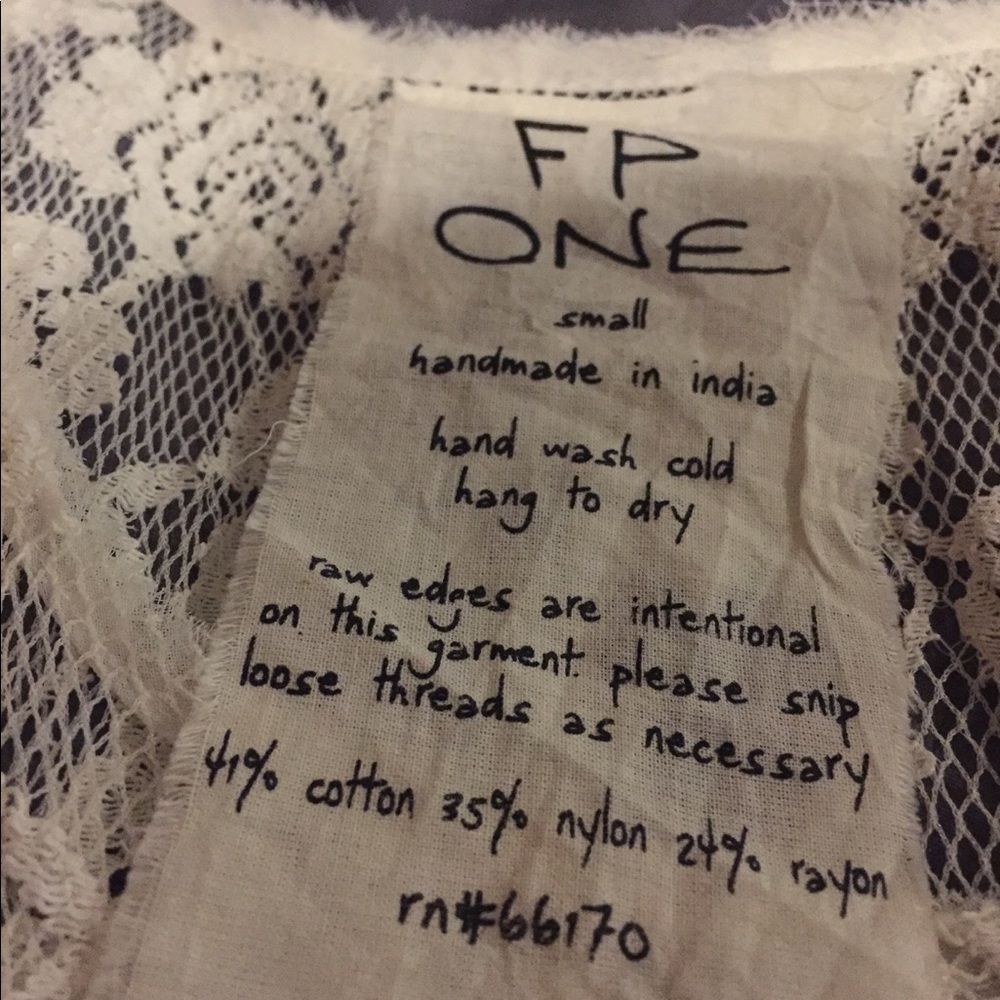 FP
ONE
small
handmade in india
hand wash cold
hang to dry
raw edges are intentional
on this garment. please snip
loose threads as necessary
41% cotton 35% nylon 24% rayon
rn#66170